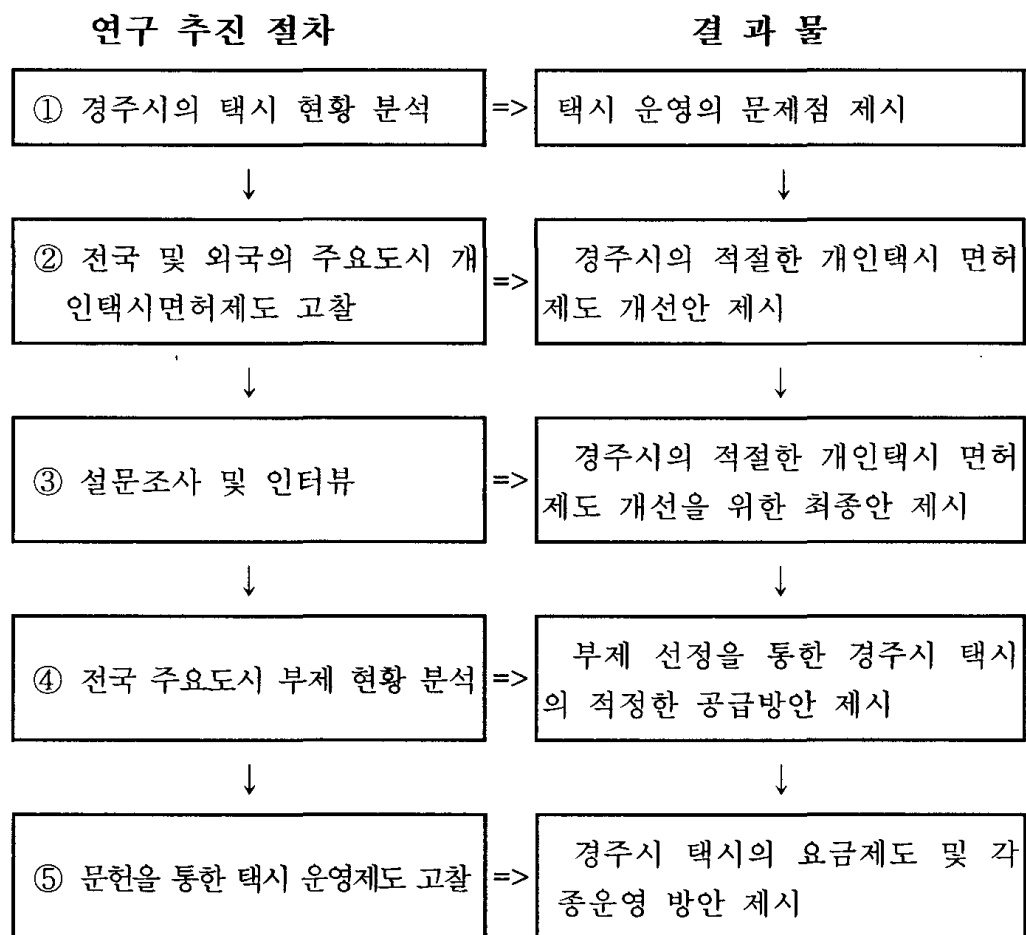 연구 추진 절차 결 과 물
① 경주시의 택시 현황 분석 => 택시 운영의 문제점 제시
↓ ↓
② 전국 및 외국의 주요도시 개
인택시면허제도 고찰
=>
경주시의 적절한 개인택시 면허
제도 개선안 제시
↓ ↓
③ 설문조사 및 인터뷰
=>
경주시의 적절한 개인택시 면허
제도 개선을 위한 최종안 제시
↓ ↓
④ 전국 주요도시 부제 현황 분석
=>
부제 선정을 통한 경주시 택시
의 적정한 공급방안 제시
↓ ↓
⑤ 문헌을 통한 택시 운영제도 고찰
=>
경주시 택시의 요금제도 및 각
종운영 방안 제시